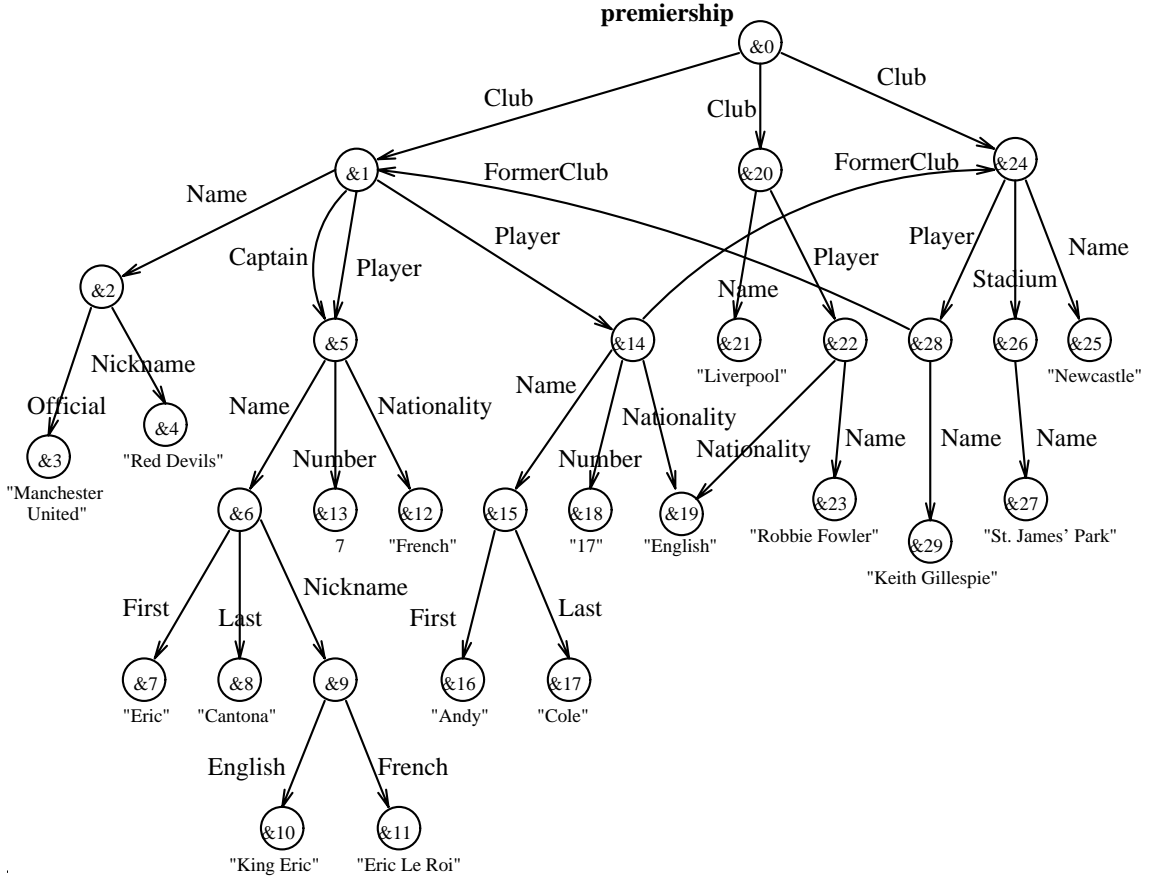 premiership
&0
Club
Club
Club
&1
FormerClub
&20
FormerClub
&24
Name
Captain
Player
Player
Name
Player
Player
Stadium
Name
&2
&5
&14
&21
&22
&28
&26
&25
"Liverpool"
"Newcastle"
Official
Nickname
Name
Number
Nationality
Name
Number
Nationality
Nationality
Name
Name
Name
&3
&4
"Manchester
United"
"Red Devils"
&6
&13
&12
&15
&18
&19
&23
&29
&27
7
"French"
"17"
"English"
"Robbie Fowler"
"Keith Gillespie"
"St. James’ Park"
First
Last
Nickname
First
Last
&7
&8
&9
&16
&17
"Eric"
"Cantona"
"Andy"
"Cole"
English
French
&10
&11
"King Eric"
"Eric Le Roi"
.